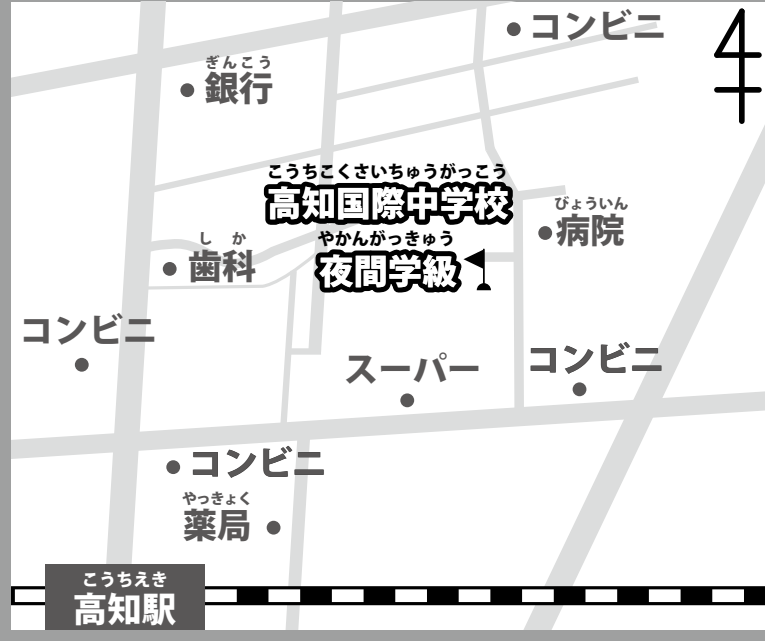 コンビニ
ぎんこう
銀行
こうちこくさいちゅうがっこう
高知国際中学校
やかんがっきゅう
夜間学級
びょういん
病院
しか
歯科
コンビニ
スーパー
コンビニ
コンビニ
やっきょく
薬局
こうちえき
高知駅